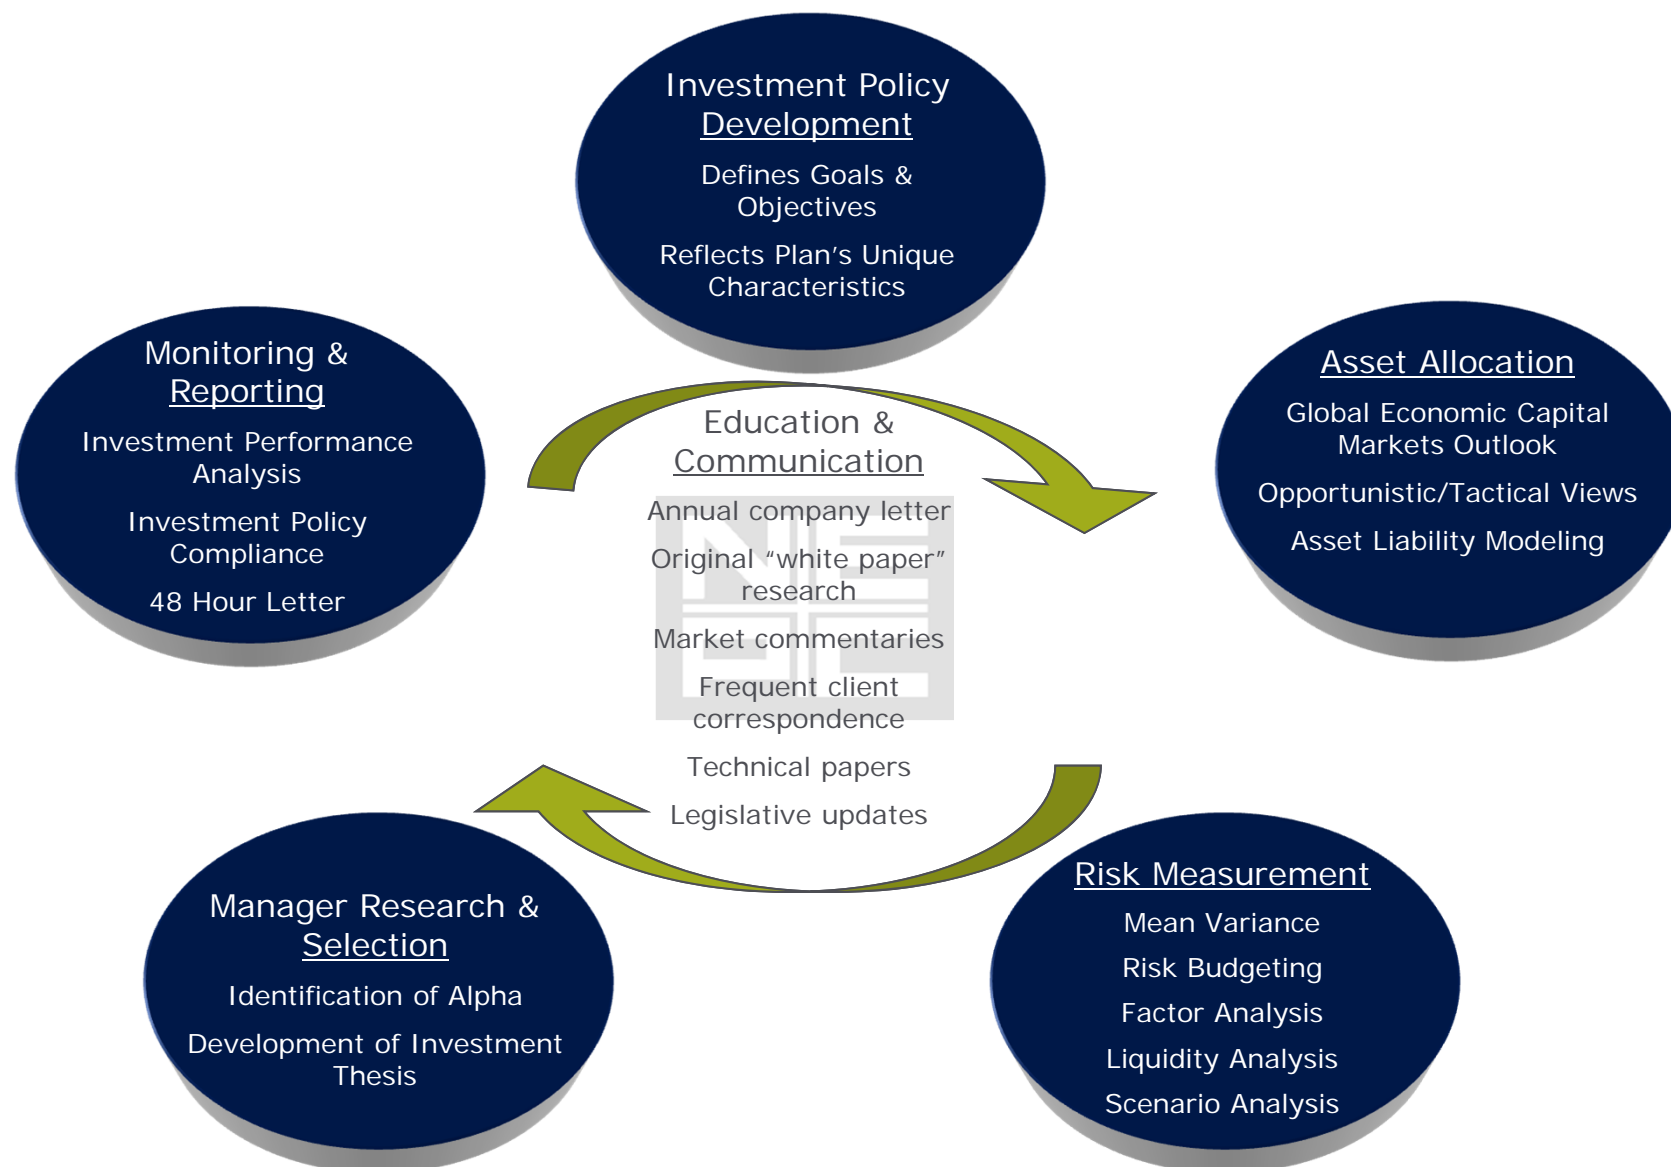 Investment Policy
Development
Defines Goals &
Objectives
Reflects Plan's Unique
Characteristics
Asset Allocation
Global Economic Capital
Markets Outlook
Opportunistic/Tactical Views
Asset Liability Modeling
Risk Measurement
Mean Variance
Risk Budgeting
Factor Analysis
Liquidity Analysis
Scenario Analysis
Manager Research &
Selection
Identification of Alpha
Development of Investment
Thesis
Monitoring &
Reporting
Investment Performance
Analysis
Investment Policy
Compliance
48 Hour Letter
Education &
Communication
Annual company letter
Original “white paper”
research
Market commentaries
Frequent client
correspondence
Technical papers
Legislative updates